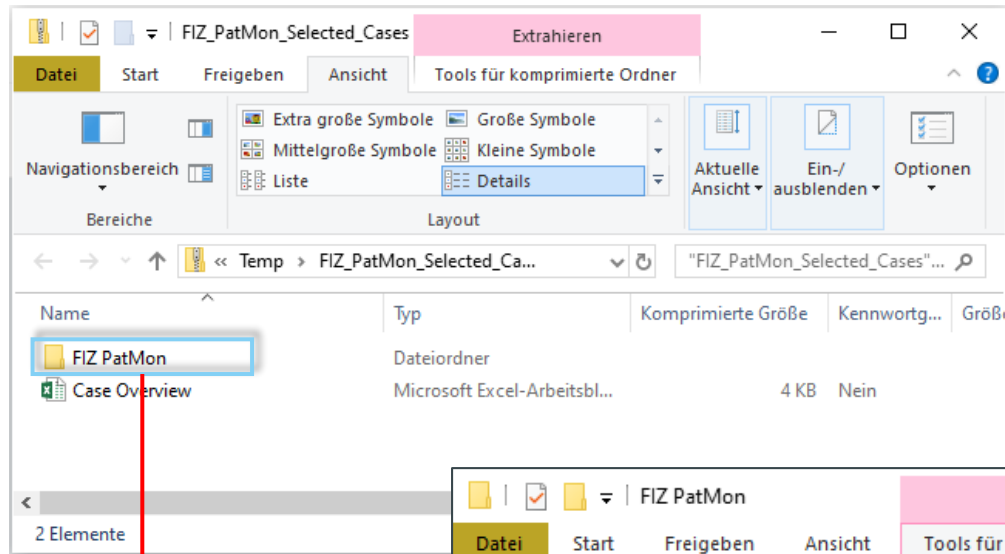 FIZ_PatMon_Selected_Cases
Extrahieren
Datei Start Freigeben Ansicht Tools für komprimierte Ordner
Extra große Symbole Große Symbole
Mittelgroße Symbole Kleine Symbole
Liste Details
Navigationsbereich
Aktuelle Ansicht
Ein-/ ausblenden
Optionen
Bereiche Layout
« Temp › FIZ_PatMon_Selected_Ca... "FIZ_PatMon_Selected_Cases"...
Name Typ Komprimierte Größe Kennwortg... Größ
FIZ PatMon Dateiordner
Case Overview Microsoft Excel-Arbeitsbl... 4 KB Nein
2 Elemente
FIZ PatMon
Datei Start Freigeben Ansicht Tools für